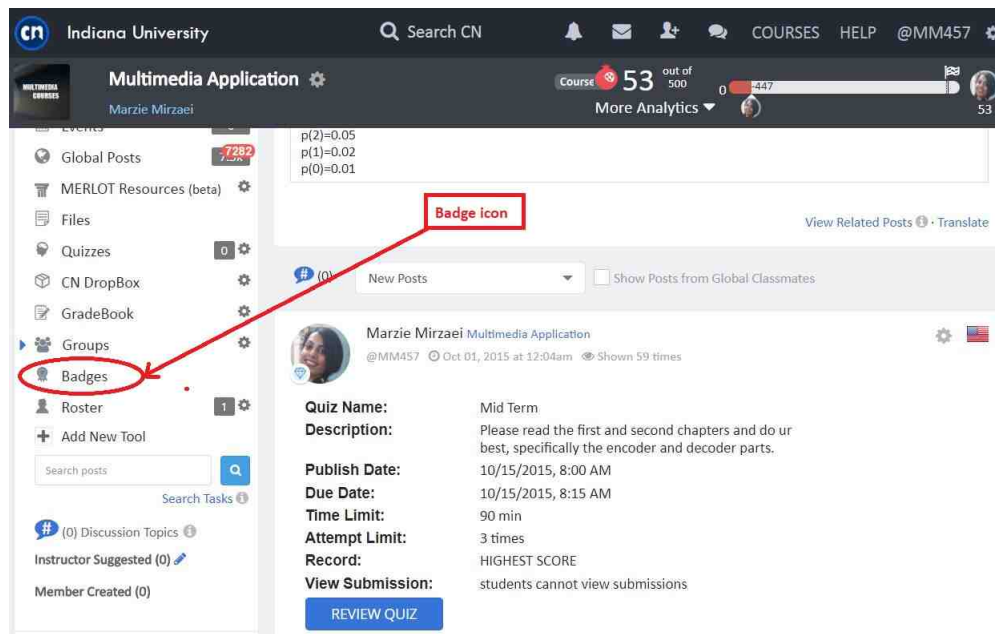 CN Indiana University Search CN COURSES HELP @MM457
MULTIMEDIA
COURSES
Multimedia Application
Marzie Mirzaei
Course 53 out of 500
0 -447
More Analytics
53
Events
Global Posts 7282
MERLOT Resources (beta)
Files
Quizzes 0
CN DropBox
GradeBook
Groups
Badges
Roster 1
Add New Tool
Search posts
Search Tasks
# (0) Discussion Topics
Instructor Suggested (0)
Member Created (0)
p(2)=0.05
p(1)=0.02
p(0)=0.01
Badge icon
View Related Posts · Translate
# (0) New Posts Show Posts from Global Classmates
Marzie Mirzaei Multimedia Application
@MM457 Oct 01, 2015 at 12:04am Shown 59 times
Quiz Name: Mid Term
Description: Please read the first and second chapters and do ur
best, specifically the encoder and decoder parts.
Publish Date: 10/15/2015, 8:00 AM
Due Date: 10/15/2015, 8:15 AM
Time Limit: 90 min
Attempt Limit: 3 times
Record: HIGHEST SCORE
View Submission: students cannot view submissions
REVIEW QUIZ